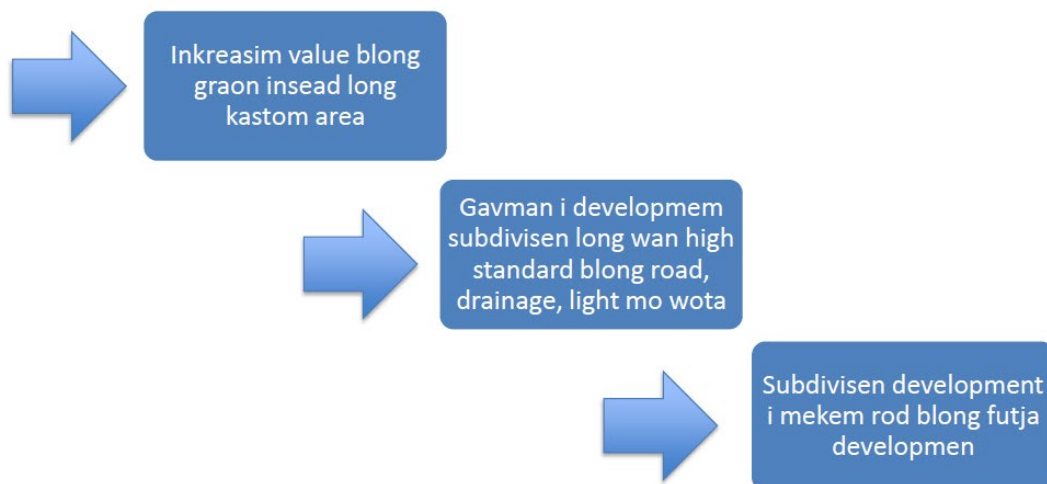 Inkreasim value blong
graon insead long
kastom area
Gavman i developmem
subdivisen long wan high
standard blong road,
drainage, light mo wota
Subdivisen development
i mekem rod blong futja
developmen